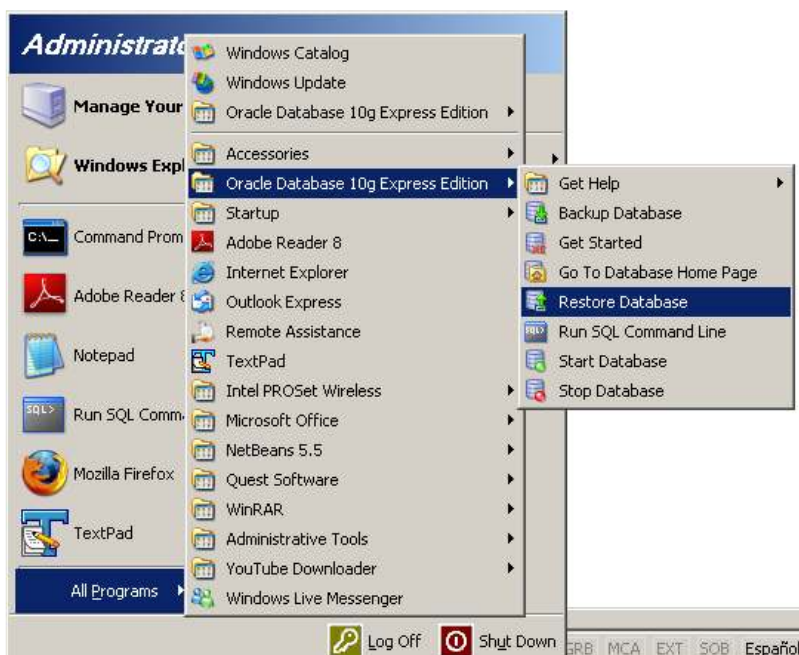 Administrato
Manage Your
Windows Expl
Command Prom
Adobe Reader 8
Notepad
Run SQL Comm
Mozilla Firefox
TextPad
All Programs
Windows Catalog
Windows Update
Oracle Database 10g Express Edition
Accessories
Oracle Database 10g Express Edition
Startup
Adobe Reader 8
Internet Explorer
Outlook Express
Remote Assistance
TextPad
Intel PROSet Wireless
Microsoft Office
NetBeans 5.5
Quest Software
WinRAR
Administrative Tools
YouTube Downloader
Windows Live Messenger
Get Help
Backup Database
Get Started
Go To Database Home Page
Restore Database
Run SQL Command Line
Start Database
Stop Database
Log Off
Shut Down
GRB MCA EXT SOB Español